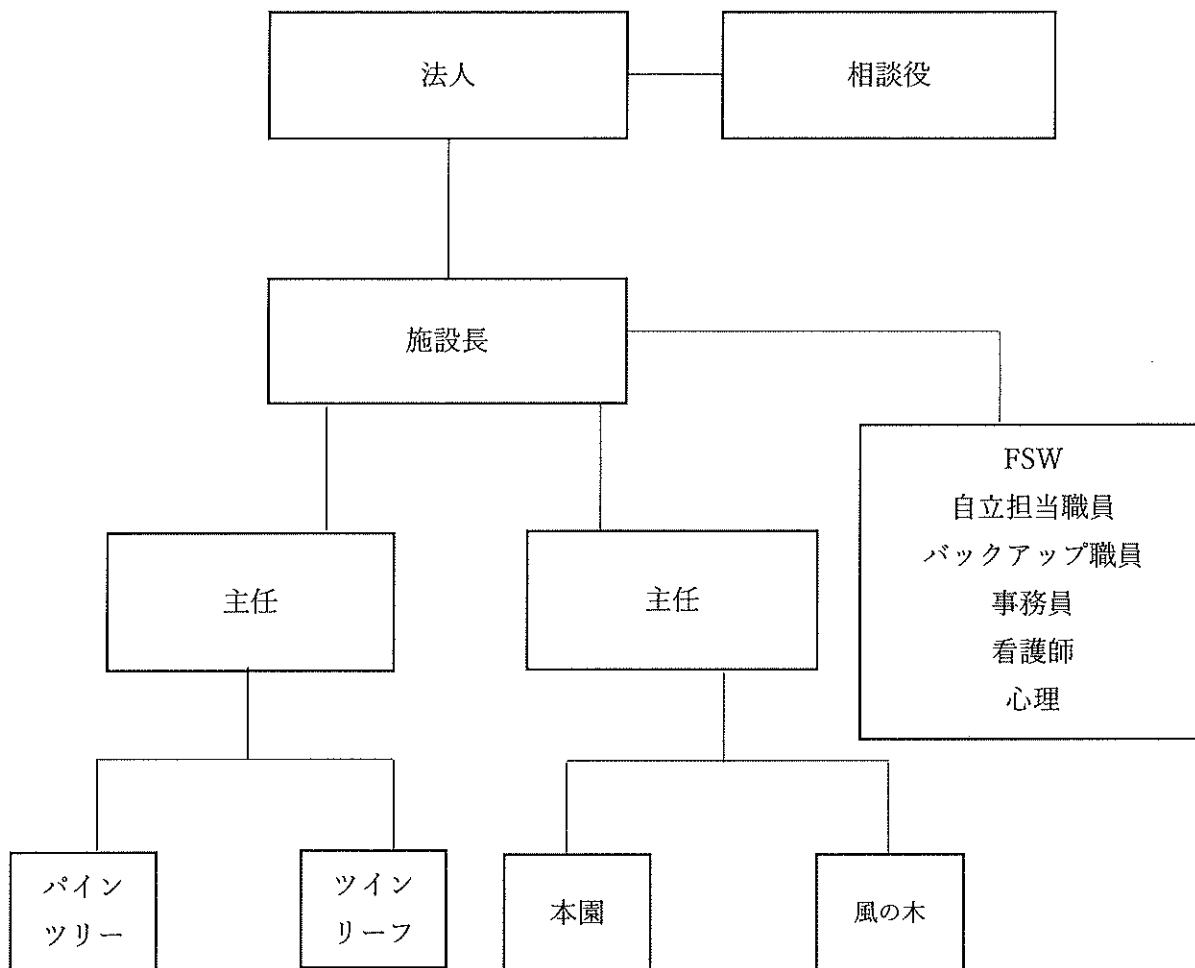 法人
相談役
施設長
FSW
自立担当職員
バックアップ職員
事務員
看護師
心理
主任
主任
パイン
ツリー
ツイン
リーフ
本園
風の木